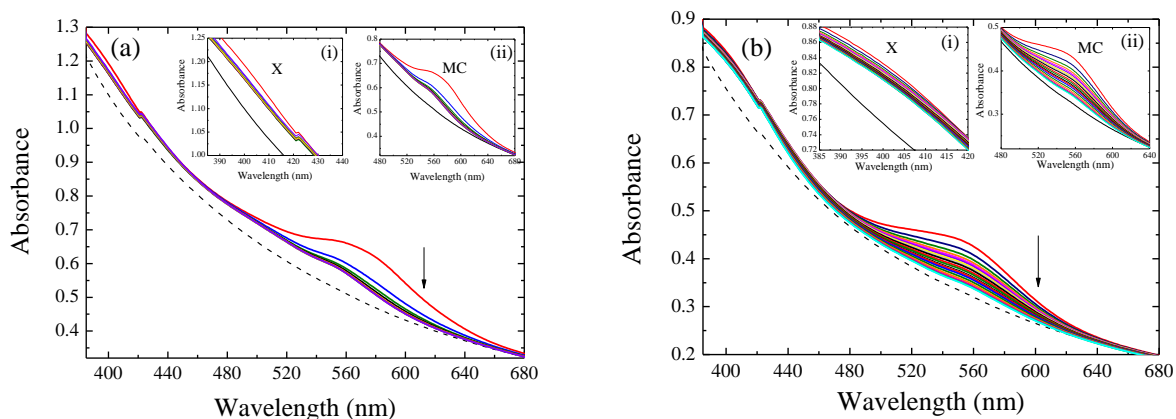 (a)
Absorbance
1.3
1.2
1.1
1.0
0.9
0.8
0.7
0.6
0.5
0.4
400 440 480 520 560 600 640 680
Wavelength (nm)
X
(i)
Absorbance
1.25
1.20
1.15
1.10
1.05
1.00
390 400 410 420 430 440
Wavelength (nm)
MC
(ii)
Absorbance
0.8
0.7
0.6
0.4
480 520 560 600 640 680
Wavelength (nm)
(b)
Absorbance
0.9
0.8
0.7
0.6
0.5
0.4
0.3
0.2
400 440 480 520 560 600 640 680
Wavelength (nm)
X
(i)
Absorbance
0.88
0.86
0.84
0.82
0.80
0.78
0.76
0.74
0.72
385 390 395 400 405 410 415 420
Wavelength (nm)
MC
(ii)
Absorbance
0.5
0.4
0.3
480 520 560 600 640
Wavelength (nm)